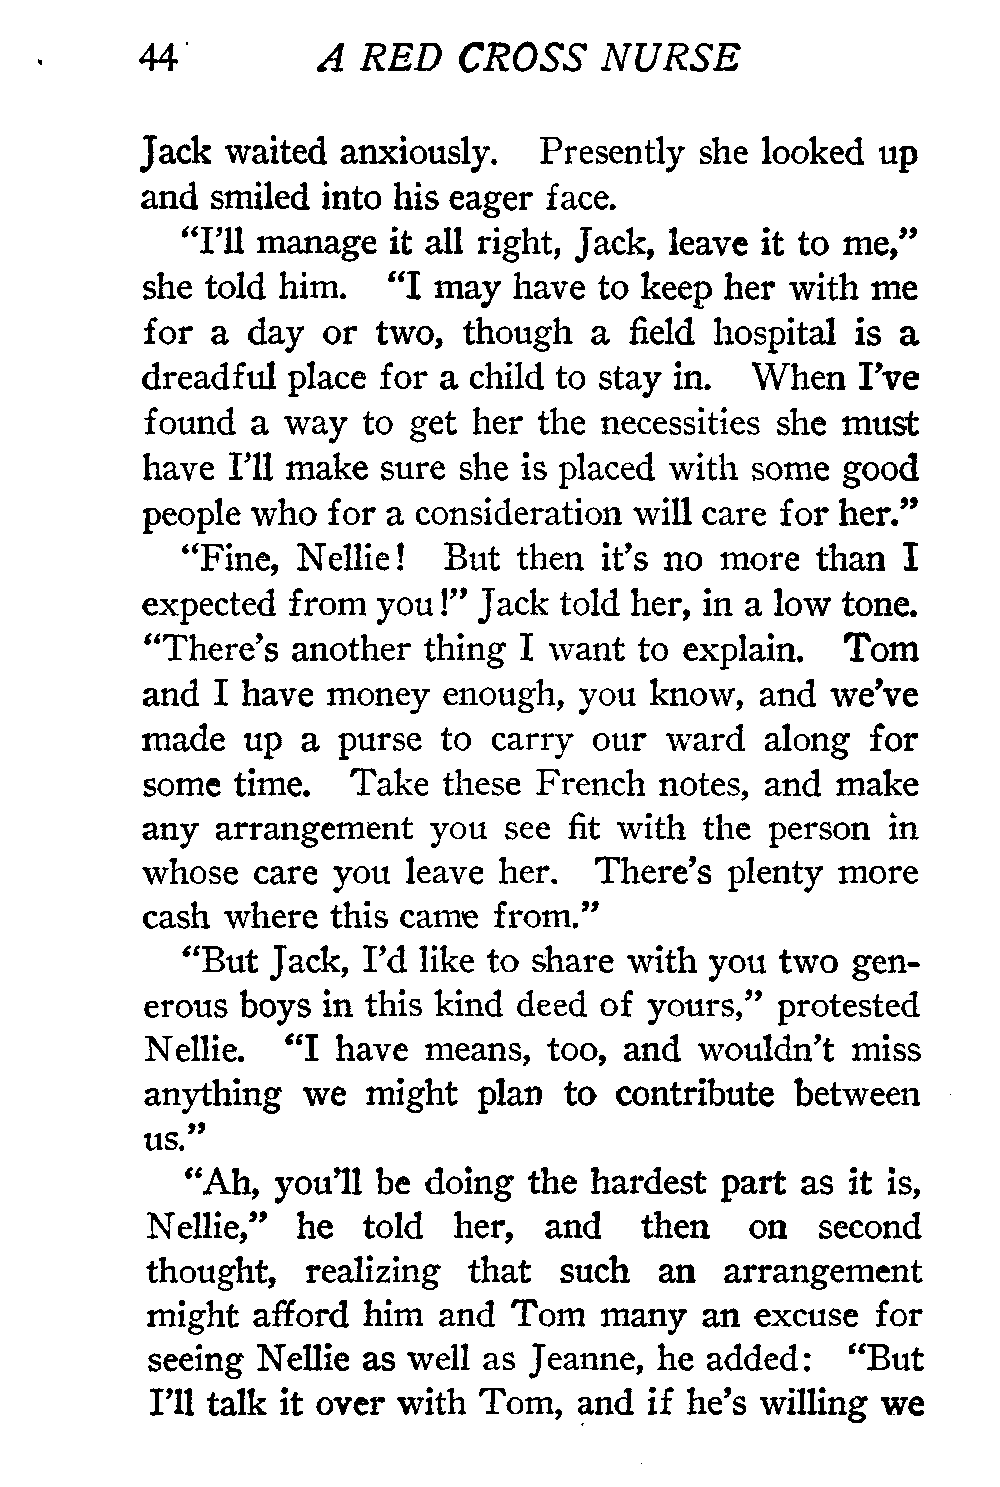 44 A RED CROSS NURSE
Jack waited anxiously. Presently she looked up
and smiled into his eager face.
“I’ll manage it all right, Jack, leave it to me,”
she told him. “I may have to keep her with me
for a day or two, though a field hospital is a
dreadful place for a child to stay in. When I’ve
found a way to get her the necessities she must
have I’ll make sure she is placed with some good
people who for a consideration will care for her.”
“Fine, Nellie! But then it’s no more than I
expected from you!” Jack told her, in a low tone.
“There’s another thing I want to explain. Tom
and I have money enough, you know, and we’ve
made up a purse to carry our ward along for
some time. Take these French notes, and make
any arrangement you see fit with the person in
whose care you leave her. There’s plenty more
cash where this came from.”
“But Jack, I’d like to share with you two gen-
erous boys in this kind deed of yours,” protested
Nellie. “I have means, too, and wouldn’t miss
anything we might plan to contribute between
us.”
“Ah, you’ll be doing the hardest part as it is,
Nellie,” he told her, and then on second
thought, realizing that such an arrangement
might afford him and Tom many an excuse for
seeing Nellie as well as Jeanne, he added: “But
I’ll talk it over with Tom, and if he’s willing we